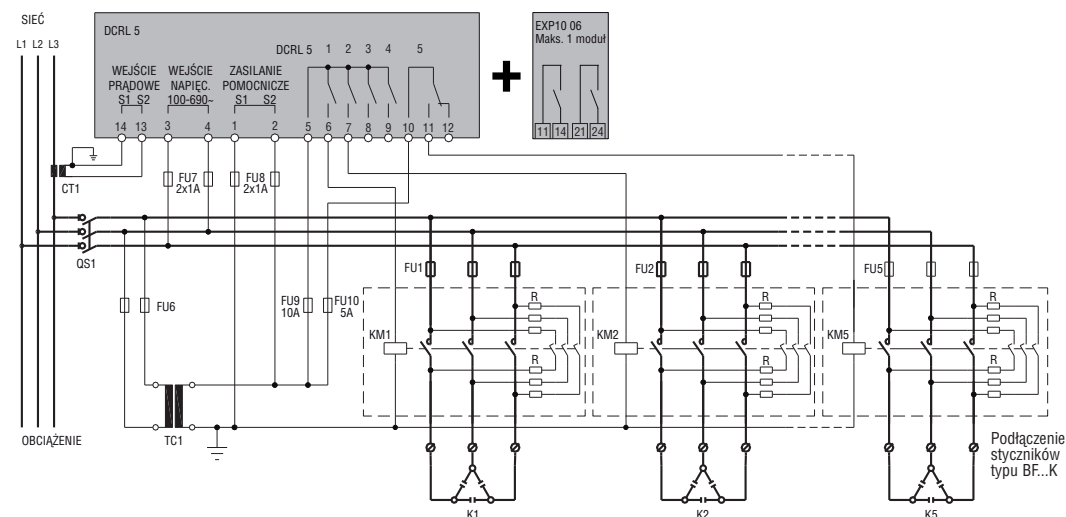 SIEĆ
L1 L2 L3
DCRL 5
DCRL 5 1 2 3 4 5
WEJŚCIE PRĄDOWE
S1 S2
WEJŚCIE NAPIĘC.
100-690~
ZASILANIE POMOCNICZE
S1 S2
14 13 3 4 1 2 5 6 7 8 9 10 11 12
EXP10 06
Maks. 1 moduł
11 14 21 24
CT1
FU7
2x1A
FU8
2x1A
QS1
FU1
FU2
FU5
FU6
FU9
10A
FU10
5A
R
R
R
KM1
KM2
KM5
R
R
R
OBCIĄŻENIE
TC1
Podłączenie
styczników
typu BF...K
K1
K2
K5